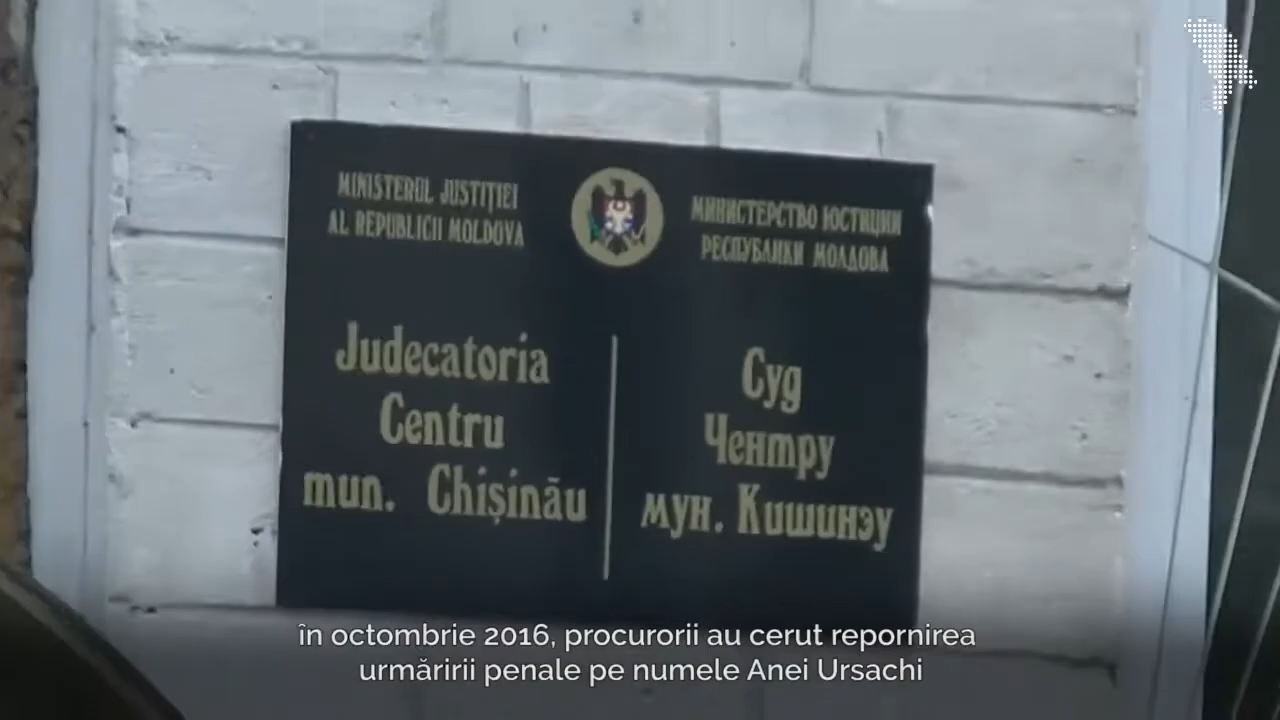 MINISTERUL JUSTIȚIEI
AL REPUBLICII MOLDOVA
МИНИСТЕРСТВО ЮСТИЦИИ
РЕСПУБЛИКИ МОЛДОВА
Judecatoria
Centru
mun. Chișinău
Суд
Чентру
мун. Кишинэу
în octombrie 2016, procurorii au cerut repornirea
urmăririi penale pe numele Anei Ursachi